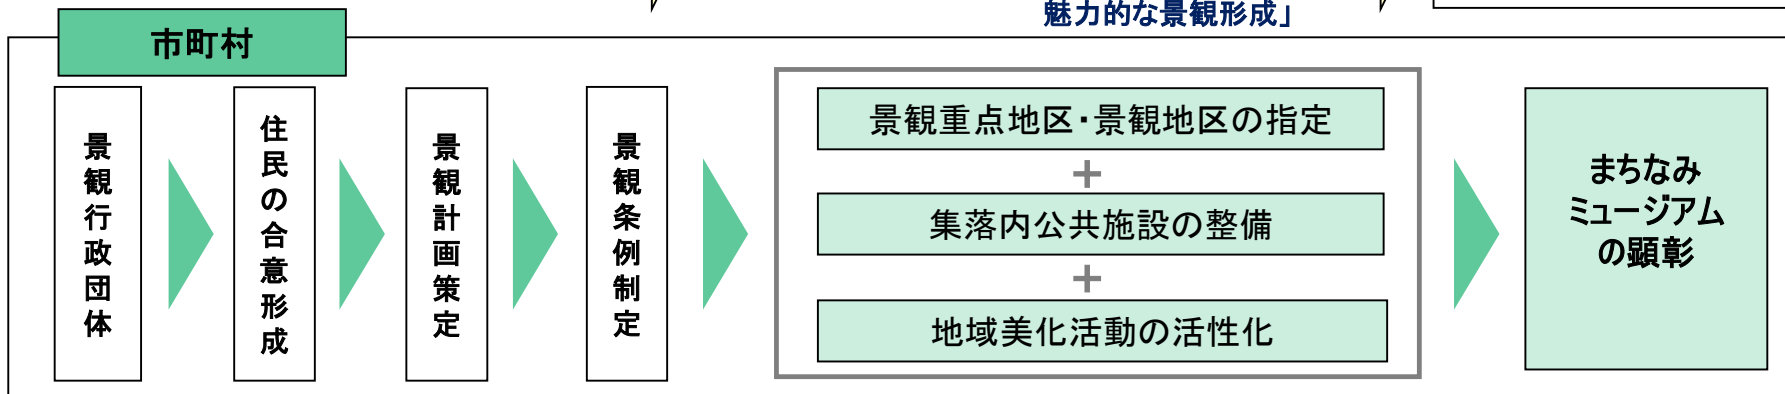 魅力的な景観形成」
市町村
景観行政団体
住民の合意形成
景観計画策定
景観条例制定
景観重点地区・景観地区の指定
+
集落内公共施設の整備
+
地域美化活動の活性化
まちなみ
ミュージアム
の顕彰